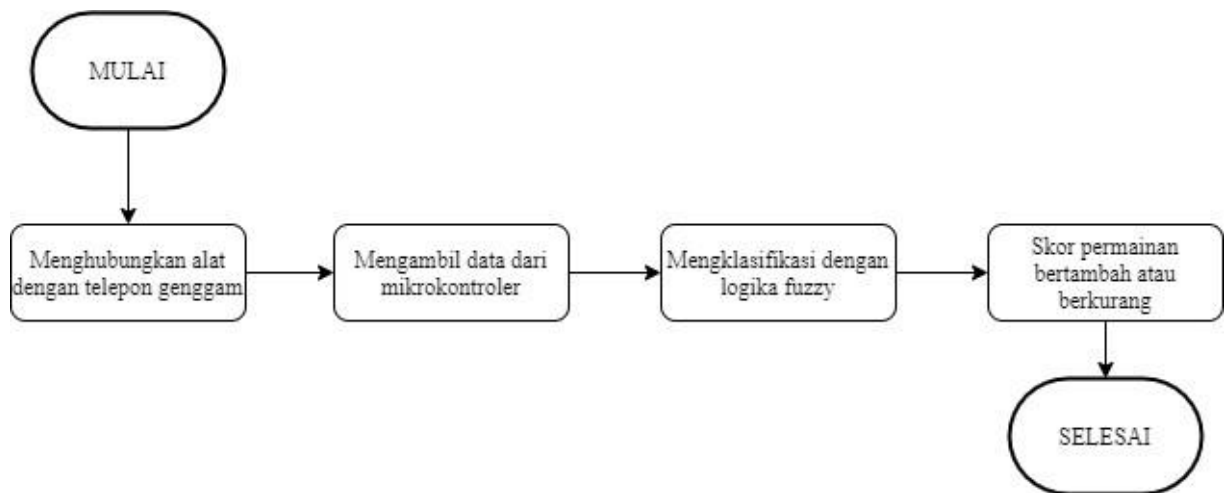 MULAI
Menghubungkan alat
dengan telepon genggam
Mengambil data dari
mikrokontroler
Mengklasifikasi dengan
logika fuzzy
Skor permainan
bertambah atau
berkurang
SELESAI